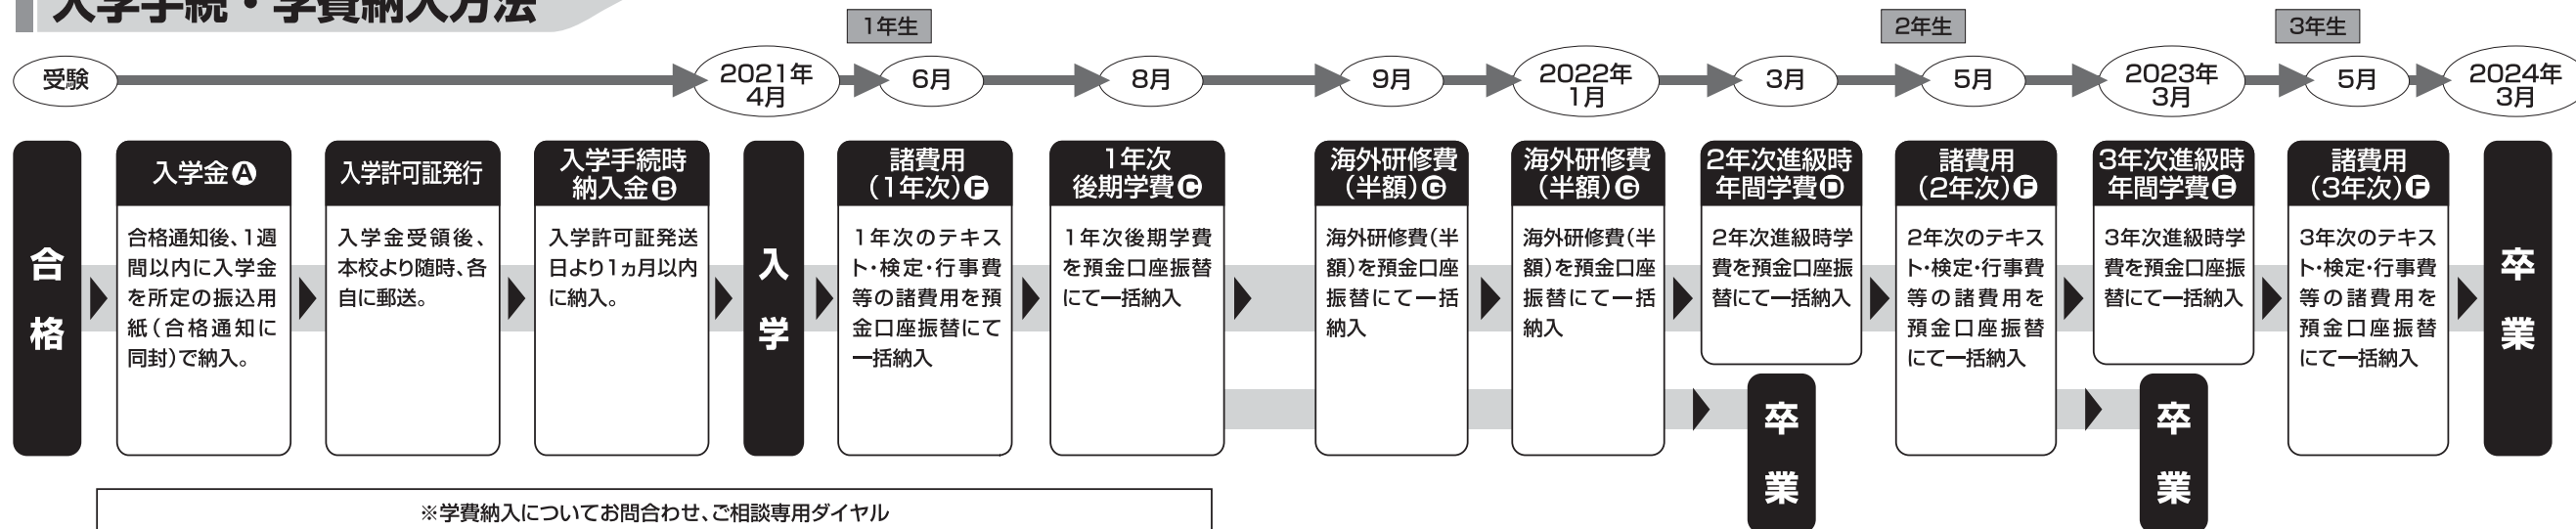 入学手続・学費納入方法
1年生
2年生
3年生
受験
2021年
4月
6月
8月
9月
2022年
1月
3月
5月
2023年
3月
5月
2024年
3月
合格
入学金Ⓐ
合格通知後、1週
間以内に入学金
を所定の振込用
紙(合格通知に
同封)で納入。
入学許可証発行
入学金受領後、
本校より随時、各
自に郵送。
入学手続時
納入金Ⓑ
入学許可証発送
日より1ヵ月以内
に納入。
入学
諸費用
(1年次)Ⓕ
1年次のテキス
ト・検定・行事費
等の諸費用を預
金口座振替にて
一括納入
1年次
後期学費Ⓒ
1年次後期学費
を預金口座振替
にて一括納入
海外研修費
(半額)Ⓖ
海外研修費(半
額)を預金口座
振替にて一括
納入
海外研修費
(半額)Ⓖ
海外研修費(半
額)を預金口座
振替にて一括
納入
2年次進級時
年間学費Ⓓ
2年次進級時学
費を預金口座振
替にて一括納入
卒業
諸費用
(2年次)Ⓕ
2年次のテキス
ト・検定・行事費
等の諸費用を
預金口座振替
にて一括納入
3年次進級時
年間学費Ⓔ
3年次進級時学
費を預金口座振
替にて一括納入
卒業
諸費用
(3年次)Ⓕ
3年次のテキス
ト・検定・行事費
等の諸費用を
預金口座振替
にて一括納入
卒業
※学費納入についてお問合わせ、ご相談専用ダイヤル